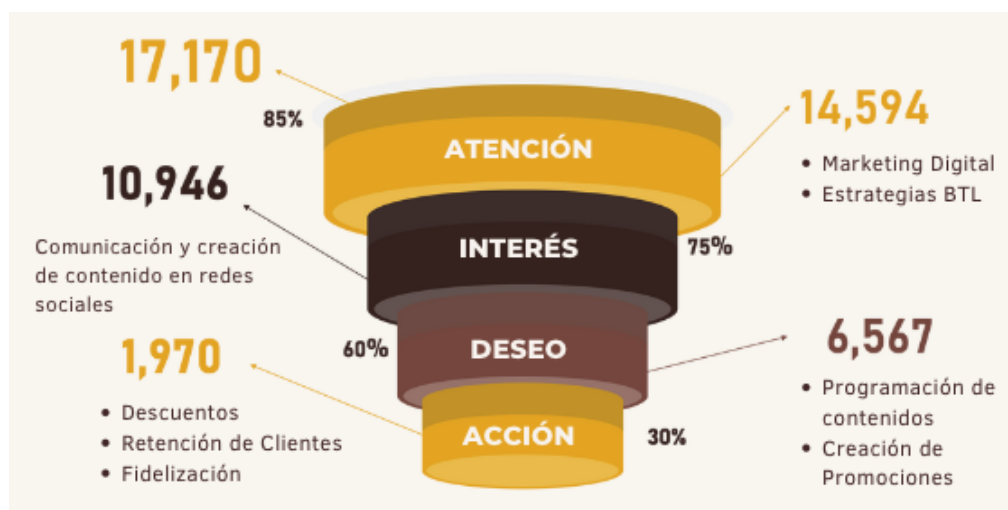 17,170
85%
ATENCIÓN
14,594
• Marketing Digital
• Estrategias BTL
10,946
Comunicación y creación
de contenido en redes
sociales
INTERÉS
75%
1,970
• Descuentos
• Retención de Clientes
• Fidelización
60%
DESEO
6,567
• Programación de
contenidos
• Creación de
Promociones
ACCIÓN
30%